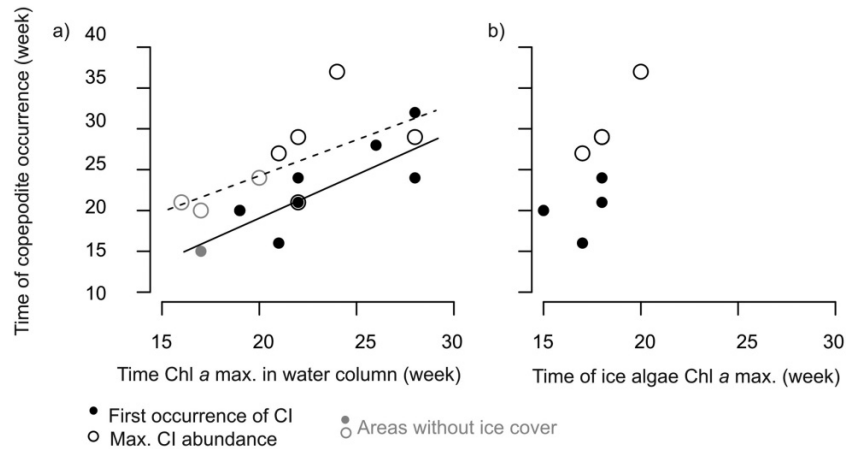 a)
b)
Time of copepodite occurrence (week)
40
35
30
25
20
15
10
15 20 25 30
15 20 25 30
Time Chl a max. in water column (week)
Time of ice algae Chl a max. (week)
First occurrence of CI
Max. CI abundance
Areas without ice cover